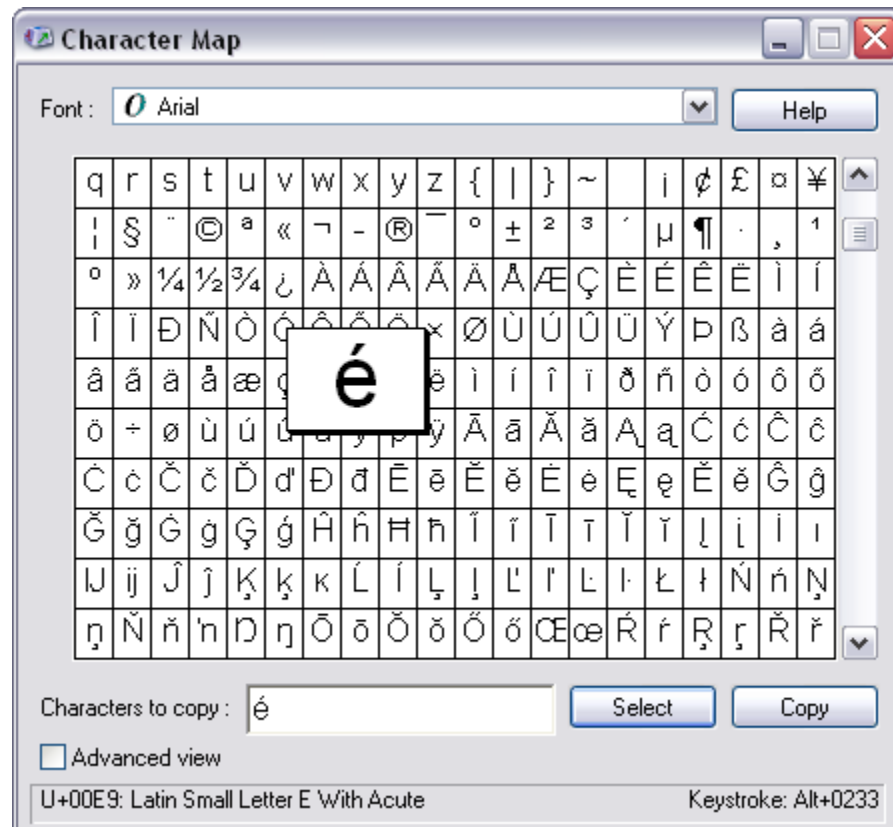 Character Map
Font : O Arial Help
q r s t u v w x y z { | } ~ ¡ ¢ £ ¤ ¥
¦ § ¨ © ª « ¬ - ® ¯ ° ± ² ³ ´ µ ¶ · ¸ ¹
º » ¼ ½ ¾ ¿ À Á Â Ã Ä Å Æ Ç È É Ê Ë Ì Í
Î Ï Ð Ñ Ò × Ø Ù Ú Û Ü Ý Þ ß à á
é
â ã ä å æ ë ì í î ï ð ñ ò ó ô õ
ö ÷ ø ù ú ÿ Ā ā Ă ă Ą ą Ć ć Ĉ ĉ
Ċ ċ Č č Ď ď Đ đ Ē ē Ĕ ĕ Ė ė Ę ę Ě ě Ĝ ĝ
Ğ ğ Ġ ġ Ģ ģ Ĥ ĥ Ħ ħ Ĩ ĩ Ī ī Ĭ ĭ Į į İ ı
Ĳ ĳ Ĵ ĵ Ķ ķ ĸ Ĺ ĺ Ļ ļ Ľ ľ Ŀ ŀ Ł ł Ń ń Ņ
ņ Ň ň ŉ Ŋ ŋ Ō ō Ŏ ŏ Ő ő Œ œ Ŕ ŕ Ŗ ŗ Ř ř
Characters to copy : é Select Copy
Advanced view
U+00E9: Latin Small Letter E With Acute Keystroke: Alt+0233